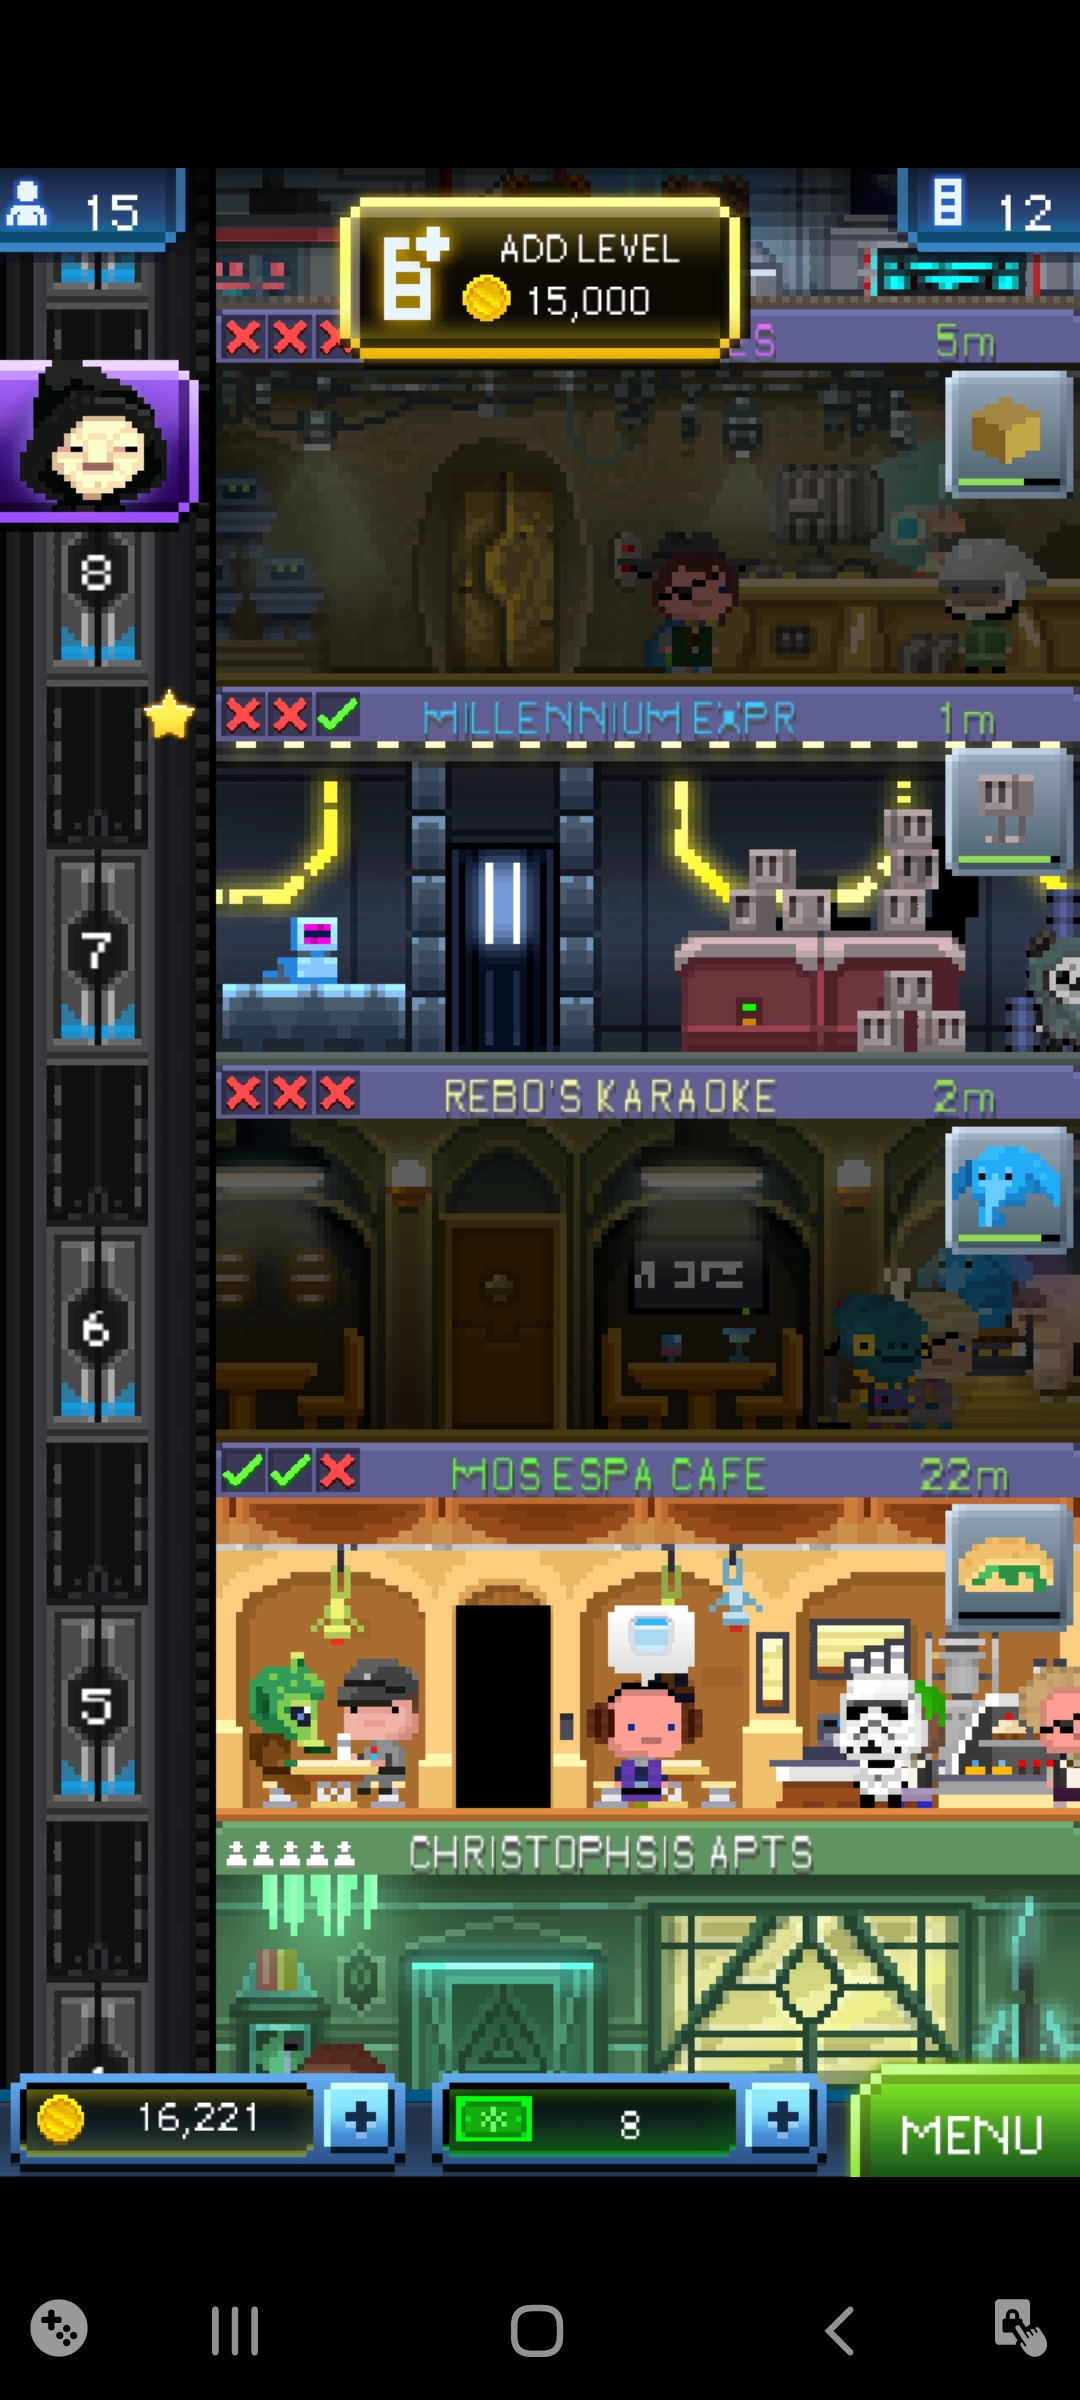 15
12
ADD LEVEL
15,000
5m
8
MILLENNIUM EXPR
1m
7
REBO'S KARAOKE
2m
6
MOS ESPA CAFE
22m
5
CHRISTOPHSIS APTS
16,221
8
MENU